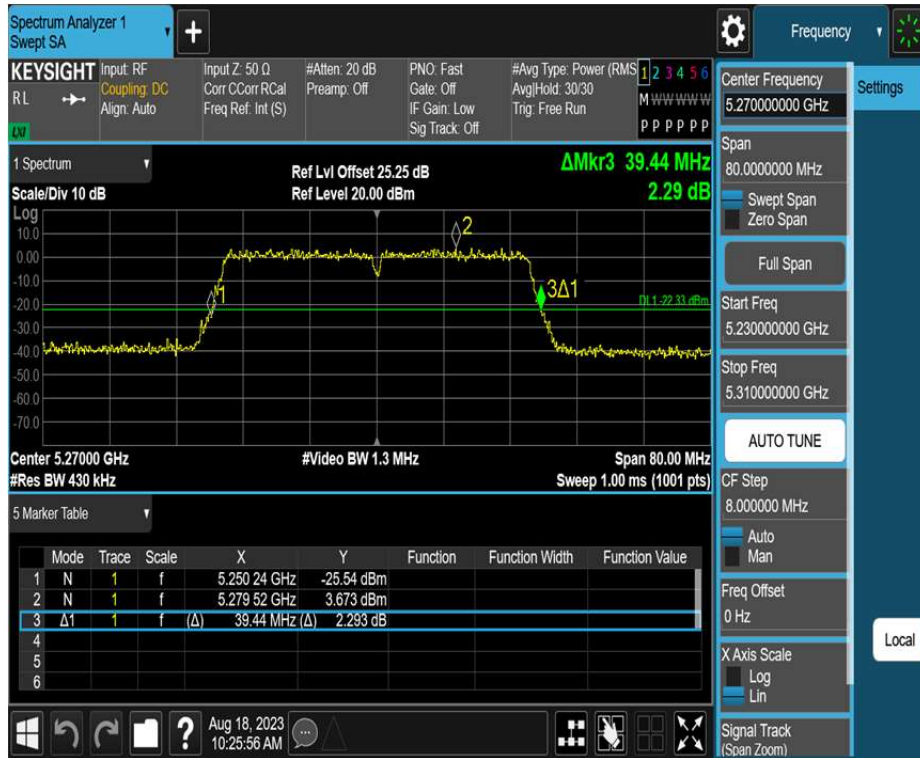 Spectrum Analyzer 1
Swept SA
+
Frequency
KEYSIGHT
RL
LXI
Input: RF
Coupling: DC
Align: Auto
Input Z: 50 Ω
Corr CCorr RCal
Freq Ref: Int (S)
#Atten: 20 dB
Preamp: Off
PNO: Fast
Gate: Off
IF Gain: Low
Sig Track: Off
#Avg Type: Power (RMS
Avg|Hold: 30/30
Trig: Free Run
1 2 3 4 5 6
M W W W W W
P P P P P P
1 Spectrum
Scale/Div 10 dB
Ref Lvl Offset 25.25 dB
Ref Level 20.00 dBm
ΔMkr3 39.44 MHz
2.29 dB
Log
10.0
0.00
-10.0
-20.0
-30.0
-40.0
-50.0
-60.0
-70.0
2
1
3Δ1
DL1 -22.33 dBm
Center 5.27000 GHz
#Video BW 1.3 MHz
Span 80.00 MHz
#Res BW 430 kHz
Sweep 1.00 ms (1001 pts)
5 Marker Table
Mode Trace Scale X Y Function Function Width Function Value
1 N 1 f 5.250 24 GHz -25.54 dBm
2 N 1 f 5.279 52 GHz 3.673 dBm
3 Δ1 1 f (Δ) 39.44 MHz (Δ) 2.293 dB
4
5
6
?
Aug 18, 2023
10:25:56 AM
Center Frequency
5.270000000 GHz
Settings
Span
80.0000000 MHz
Swept Span
Zero Span
Full Span
Start Freq
5.230000000 GHz
Stop Freq
5.310000000 GHz
AUTO TUNE
CF Step
8.000000 MHz
Auto
Man
Freq Offset
0 Hz
Local
X Axis Scale
Log
Lin
Signal Track
(Span Zoom)